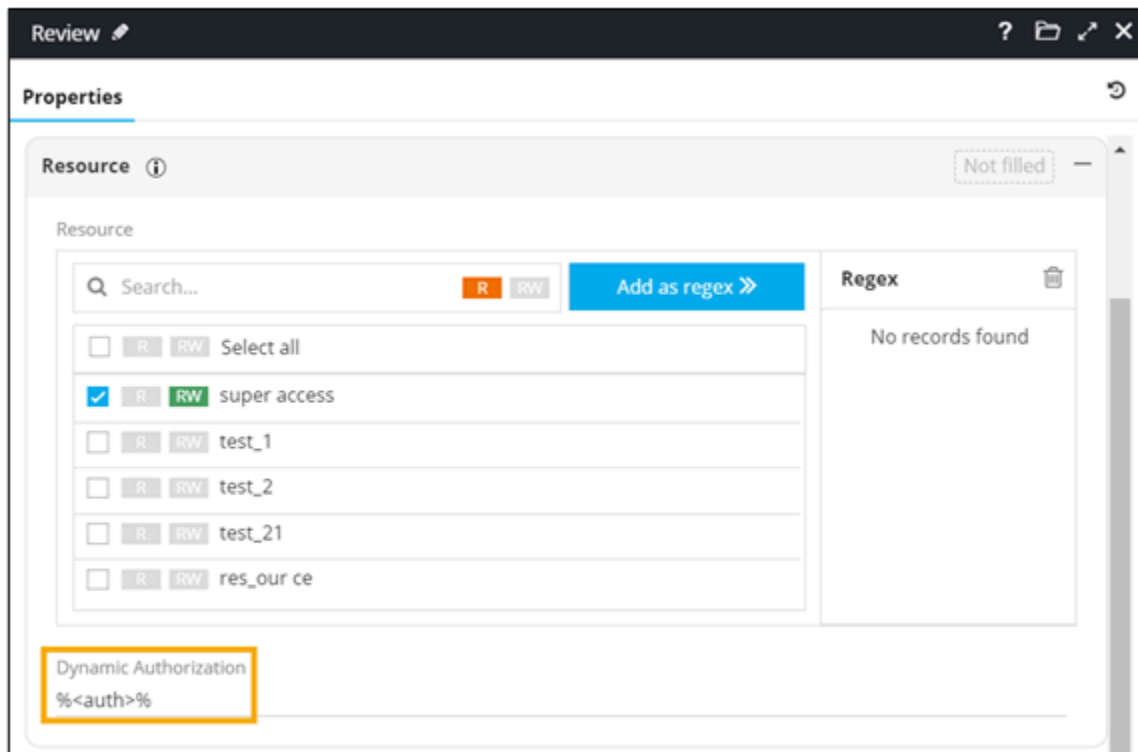 Review ?
Properties
Resource Not filled
Resource
Search... R RW Add as regex Regex
R RW Select all No records found
R RW super access
R RW test_1
R RW test_2
R RW test_21
R RW res_our ce
Dynamic Authorization
%<auth>%